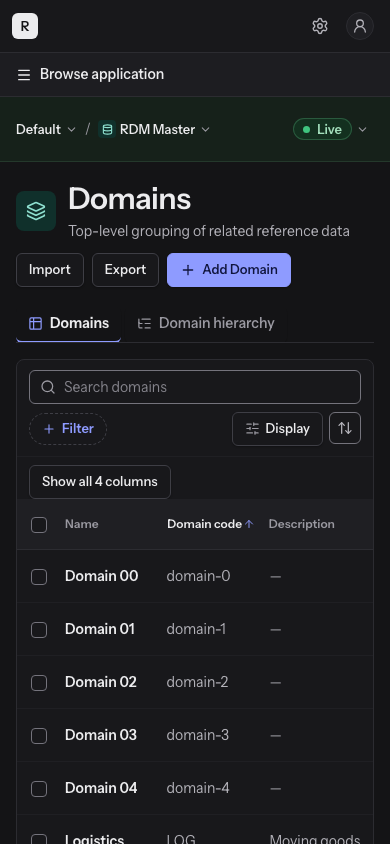 R
Browse application
Default / RDM Master Live
Domains
Top-level grouping of related reference data
Import Export + Add Domain
Domains Domain hierarchy
Search domains
+ Filter Display
Show all 4 columns
Name Domain code ↑ Description
Domain 00 domain-0 —
Domain 01 domain-1 —
Domain 02 domain-2 —
Domain 03 domain-3 —
Domain 04 domain-4 —
Logistics LOG Moving goods